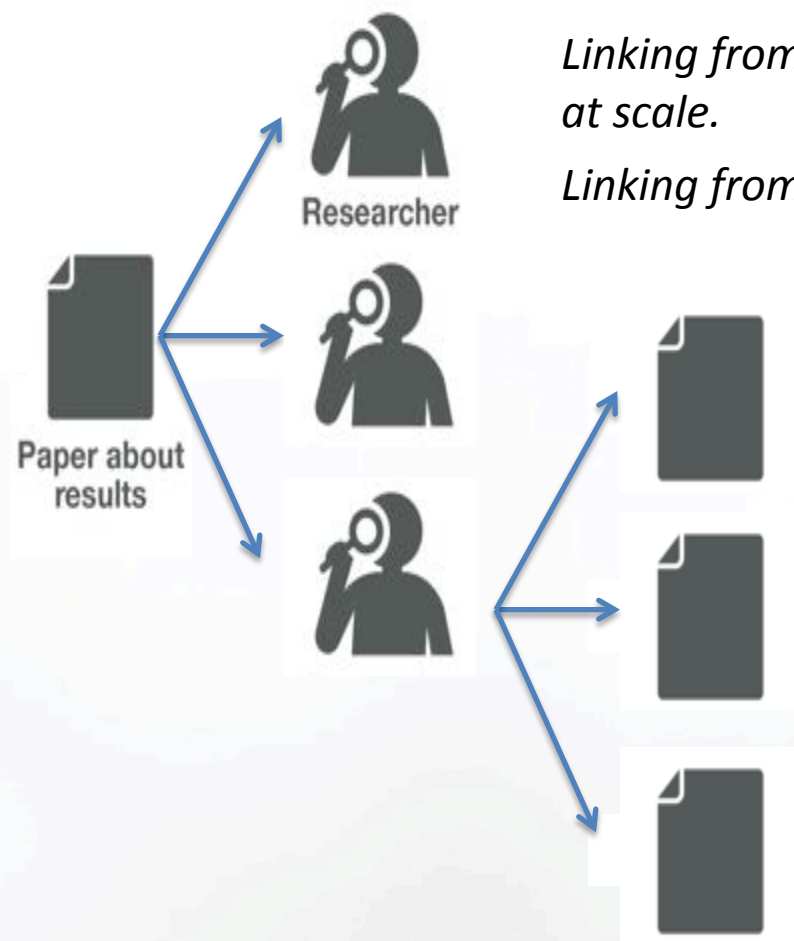 Linking from
at scale.
Linking from
Researcher
Paper about
results